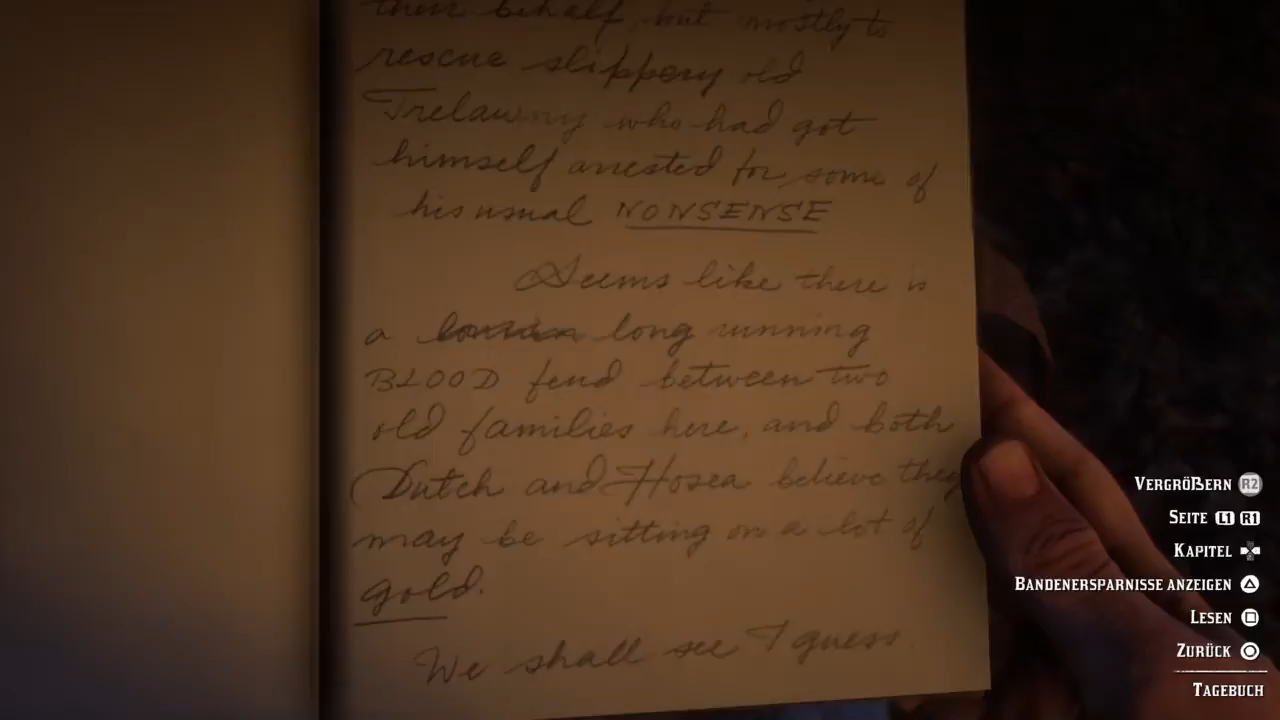 their behalf, but mostly to
rescue slippery old
Trelawny who had got
himself arrested for some of
his usual NONSENSE
Seems like there is
a long running
BLOOD feud between two
old families here, and both
Dutch and Hosea believe they
may be sitting on a lot of
gold.
We shall see I guess.
VERGRÖẞERN R2
SEITE L1 R1
KAPITEL
BANDENERSPARNISSE ANZEIGEN
LESEN
ZURÜCK
TAGEBUCH